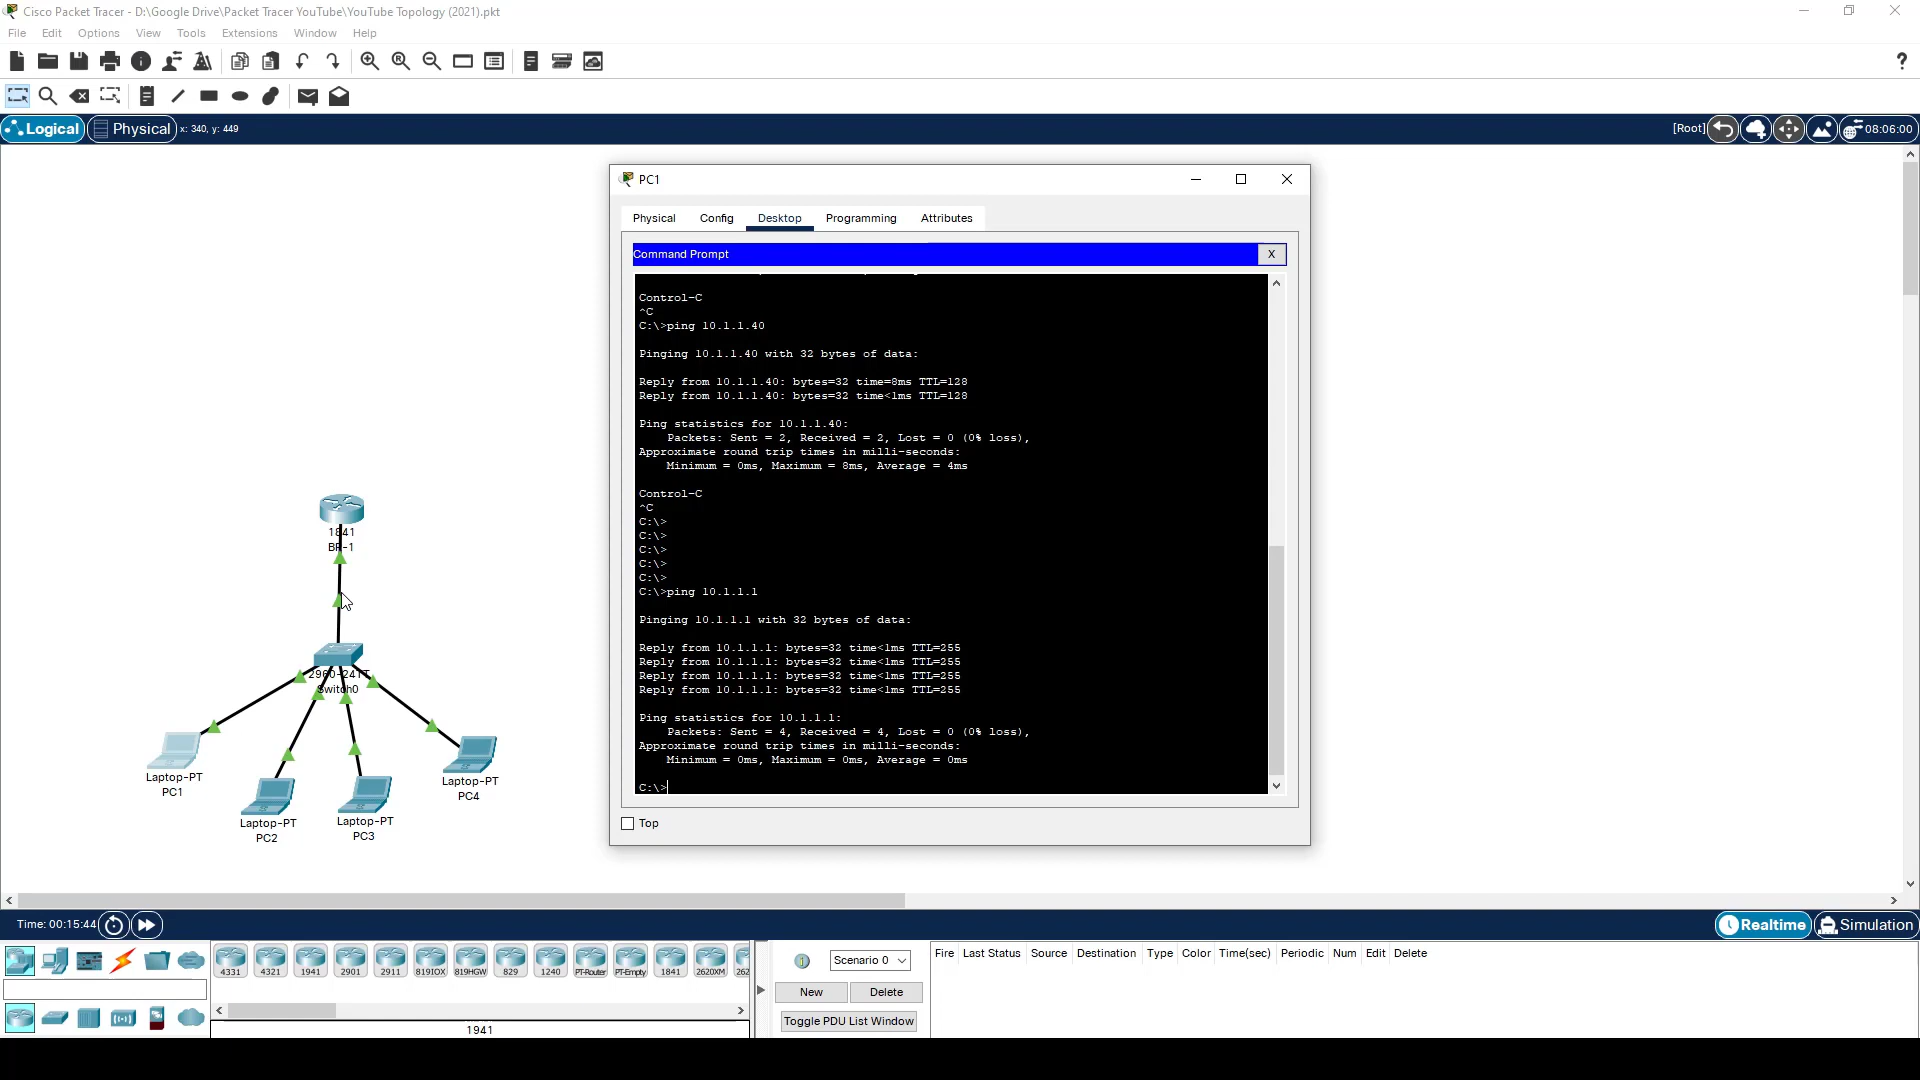 Cisco Packet Tracer - D:\Google Drive\Packet Tracer YouTube\YouTube Topology (2021).pkt
File Edit Options View Tools Extensions Window Help
Logical Physical x: 340, y: 449 [Root] 08:06:00
PC1
Physical Config Desktop Programming Attributes
Command Prompt X
Control-C
^C
C:\>ping 10.1.1.40
Pinging 10.1.1.40 with 32 bytes of data:
Reply from 10.1.1.40: bytes=32 time=8ms TTL=128
Reply from 10.1.1.40: bytes=32 time<1ms TTL=128
Ping statistics for 10.1.1.40:
Packets: Sent = 2, Received = 2, Lost = 0 (0% loss),
Approximate round trip times in milli-seconds:
Minimum = 0ms, Maximum = 8ms, Average = 4ms
Control-C
^C
C:\>
C:\>
C:\>
C:\>
C:\>
C:\>ping 10.1.1.1
Pinging 10.1.1.1 with 32 bytes of data:
Reply from 10.1.1.1: bytes=32 time<1ms TTL=255
Reply from 10.1.1.1: bytes=32 time<1ms TTL=255
Reply from 10.1.1.1: bytes=32 time<1ms TTL=255
Reply from 10.1.1.1: bytes=32 time<1ms TTL=255
Ping statistics for 10.1.1.1:
Packets: Sent = 4, Received = 4, Lost = 0 (0% loss),
Approximate round trip times in milli-seconds:
Minimum = 0ms, Maximum = 0ms, Average = 0ms
C:\>
Top
1841
BR-1
2960-24TT
Switch0
Laptop-PT
PC1
Laptop-PT
PC2
Laptop-PT
PC3
Laptop-PT
PC4
Time: 00:15:44 Realtime Simulation
4331 4321 1941 2901 2911 819IOX 819HGW 829 1240 PT-Router PT-Empty 1841 2620XM 262
1941
Scenario 0
New Delete
Toggle PDU List Window
Fire Last Status Source Destination Type Color Time(sec) Periodic Num Edit Delete